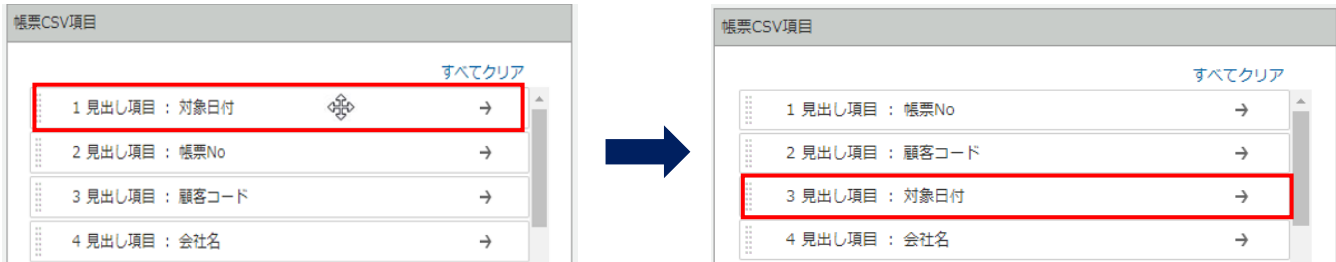 帳票CSV項目
すべてクリア
1 見出し項目 : 対象日付 →
2 見出し項目 : 帳票No →
3 見出し項目 : 顧客コード →
4 見出し項目 : 会社名 →
帳票CSV項目
すべてクリア
1 見出し項目 : 帳票No →
2 見出し項目 : 顧客コード →
3 見出し項目 : 対象日付 →
4 見出し項目 : 会社名 →